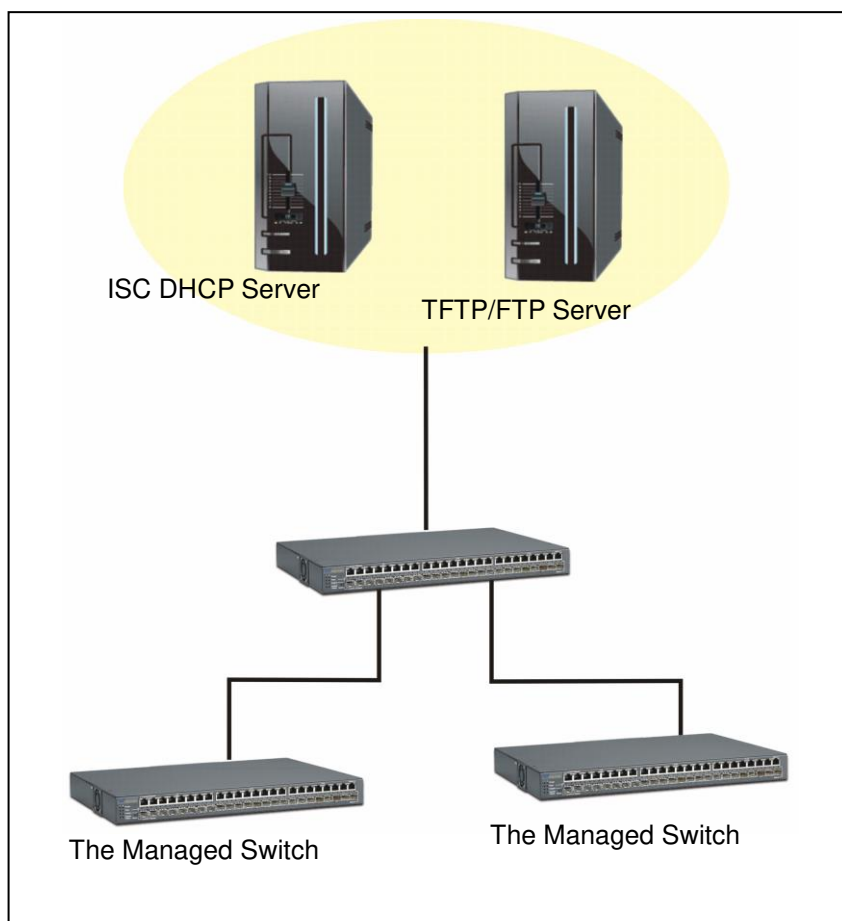 ISC DHCP Server
TFTP/FTP Server
The Managed Switch
The Managed Switch